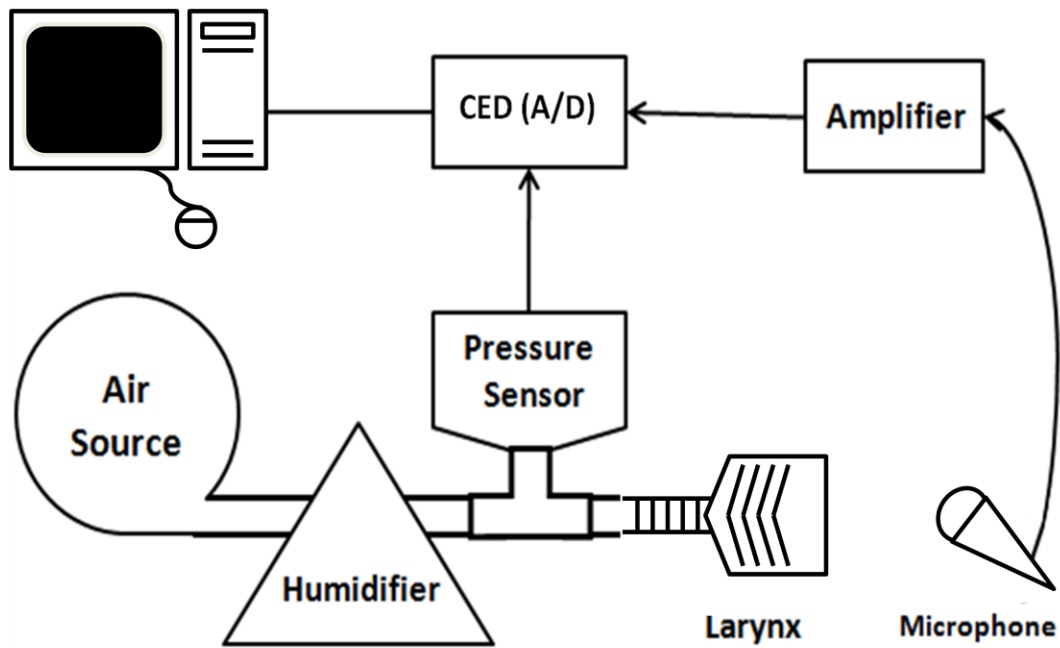 CED (A/D)
Amplifier
Pressure
Sensor
Air
Source
Humidifier
Larynx
Microphone